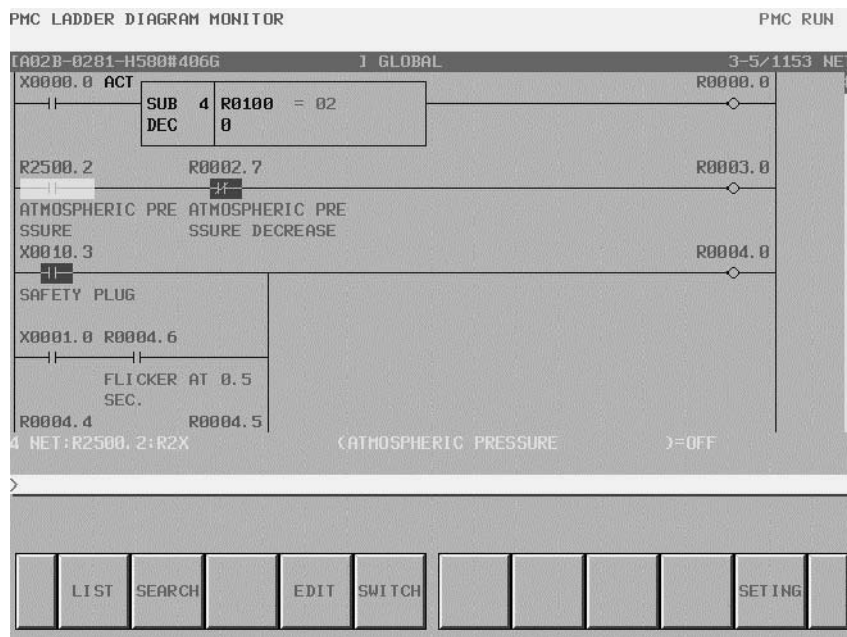 PMC LADDER DIAGRAM MONITOR PMC RUN
[A02B-0281-H580#406G ] GLOBAL 3-5/1153 NE
X0000.0 ACT R0000.0
SUB 4 R0100 = 02
DEC 0
R2500.2 R0002.7 R0003.0
ATMOSPHERIC PRE ATMOSPHERIC PRE
SSURE SSURE DECREASE
X0010.3 R0004.0
SAFETY PLUG
X0001.0 R0004.6
FLICKER AT 0.5
SEC.
R0004.4 R0004.5
4 NET:R2500.2:R2X (ATMOSPHERIC PRESSURE )=OFF
>
LIST SEARCH EDIT SWITCH SETING